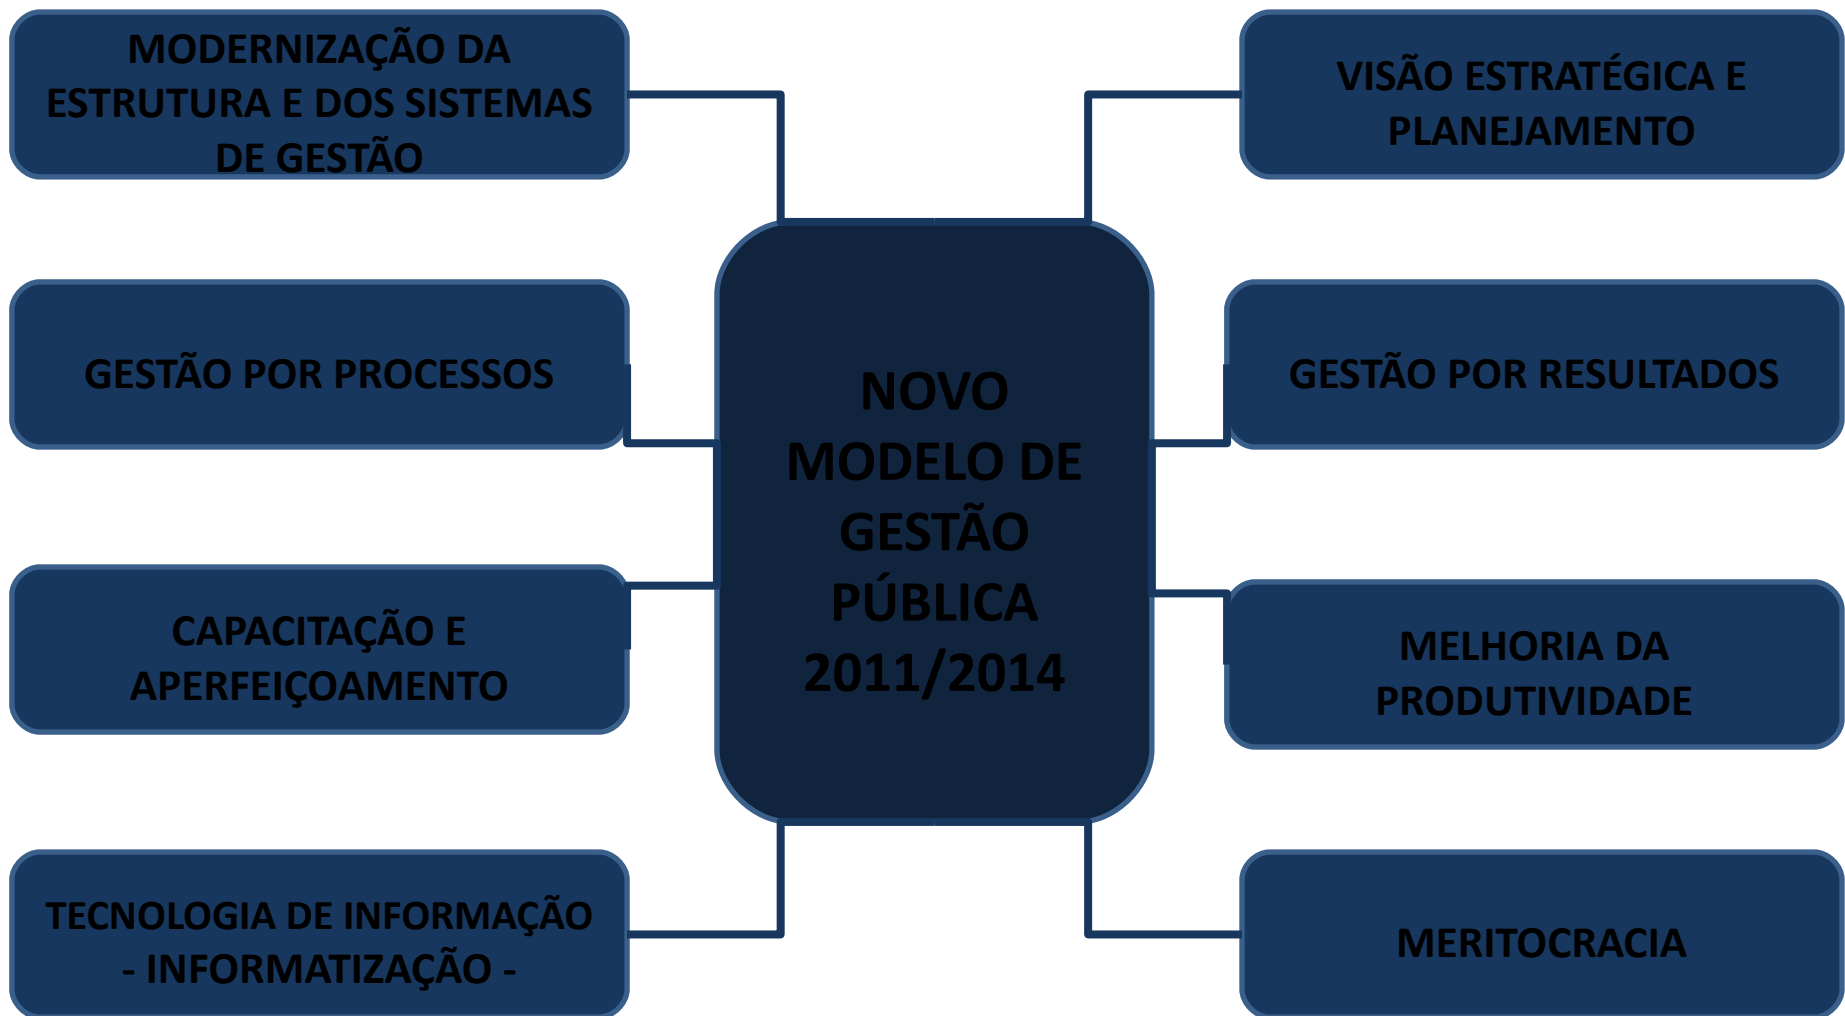 MODERNIZAÇÃO DA
ESTRUTURA E DOS SISTEMAS
DE GESTÃO
VISÃO ESTRATÉGICA E
PLANEJAMENTO
GESTÃO POR PROCESSOS
GESTÃO POR RESULTADOS
NOVO
MODELO DE
GESTÃO
PÚBLICA
2011/2014
CAPACITAÇÃO E
APERFEIÇOAMENTO
MELHORIA DA
PRODUTIVIDADE
TECNOLOGIA DE INFORMAÇÃO
- INFORMATIZAÇÃO -
MERITOCRACIA